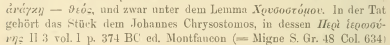 ἀνάγκη — θεός, und zwar unter dem Lemma Χρυσοστόμου. In der Tat
gehört das Stück dem Johannes Chrysostomos, in dessen Περὶ ἱερωσύ-
νης II 3 vol. 1 p. 374 BC ed. Montfaucon (= Migne S. Gr. 48 Col. 634)